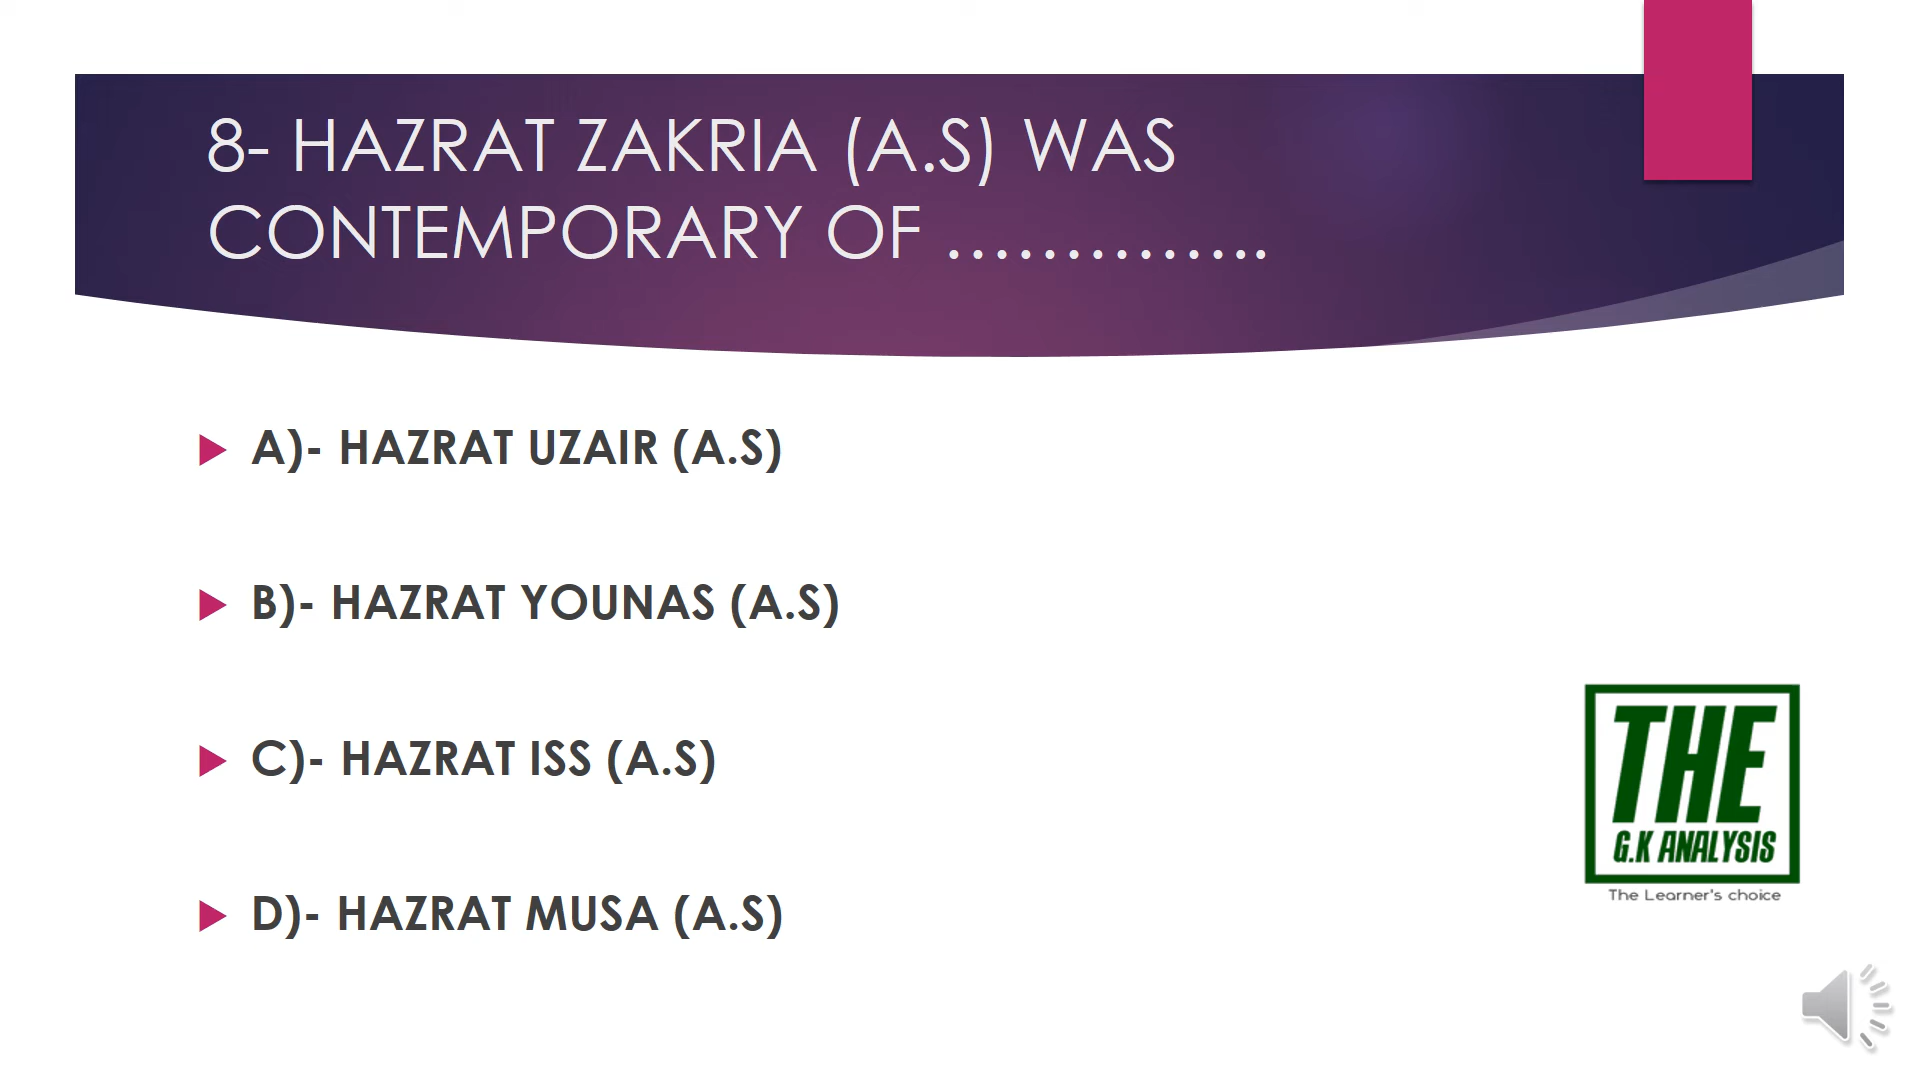 8- HAZRAT ZAKRIA (A.S) WAS
CONTEMPORARY OF …………..
A)- HAZRAT UZAIR (A.S)
B)- HAZRAT YOUNAS (A.S)
C)- HAZRAT ISS (A.S)
D)- HAZRAT MUSA (A.S)
THE
G.K ANALYSIS
The Learner's choice